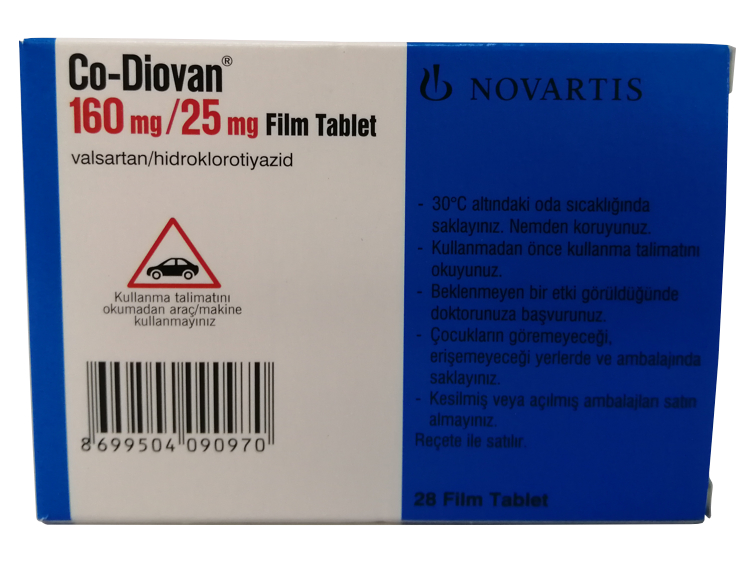 Co-Diovan®
160 mg/25 mg Film Tablet
valsartan/hidroklorotiyazid
Kullanma talimatını
okumadan araç/makine
kullanmayınız
8 699504 090970
NOVARTIS
- 30°C altındaki oda sıcaklığında
saklayınız. Nemden koruyunuz.
- Kullanmadan önce kullanma talimatını
okuyunuz.
- Beklenmeyen bir etki görüldüğünde
doktorunuza başvurunuz.
- Çocukların göremeyeceği,
erişemeyeceği yerlerde ve ambalajında
saklayınız.
- Kesilmiş veya açılmış ambalajları satın
almayınız.
Reçete ile satılır.
28 Film Tablet